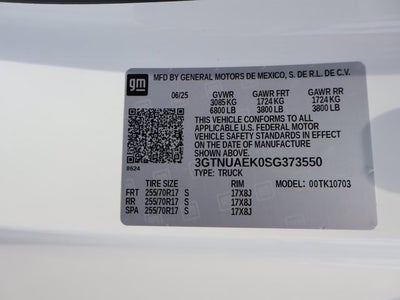 gm
MFD BY GENERAL MOTORS DE MEXICO, S. DE R.L. DE C.V.
06/25 GVWR GAWR FRT GAWR RR
3085 KG 1724 KG 1724 KG
6800 LB 3800 LB 3800 LB
THIS VEHICLE CONFORMS TO ALL
APPLICABLE U.S. FEDERAL MOTOR
VEHICLE SAFETY STANDARDS IN EFFECT
ON THE DATE OF MANUFACTURE
SHOWN ABOVE.
3GTNUAEK0SG373550
8624 TYPE: TRUCK
TIRE SIZE RIM MODEL: 00TK10703
FRT 255/70R17 S 17X8J
RR 255/70R17 S 17X8J
SPA 255/70R17 S 17X8J